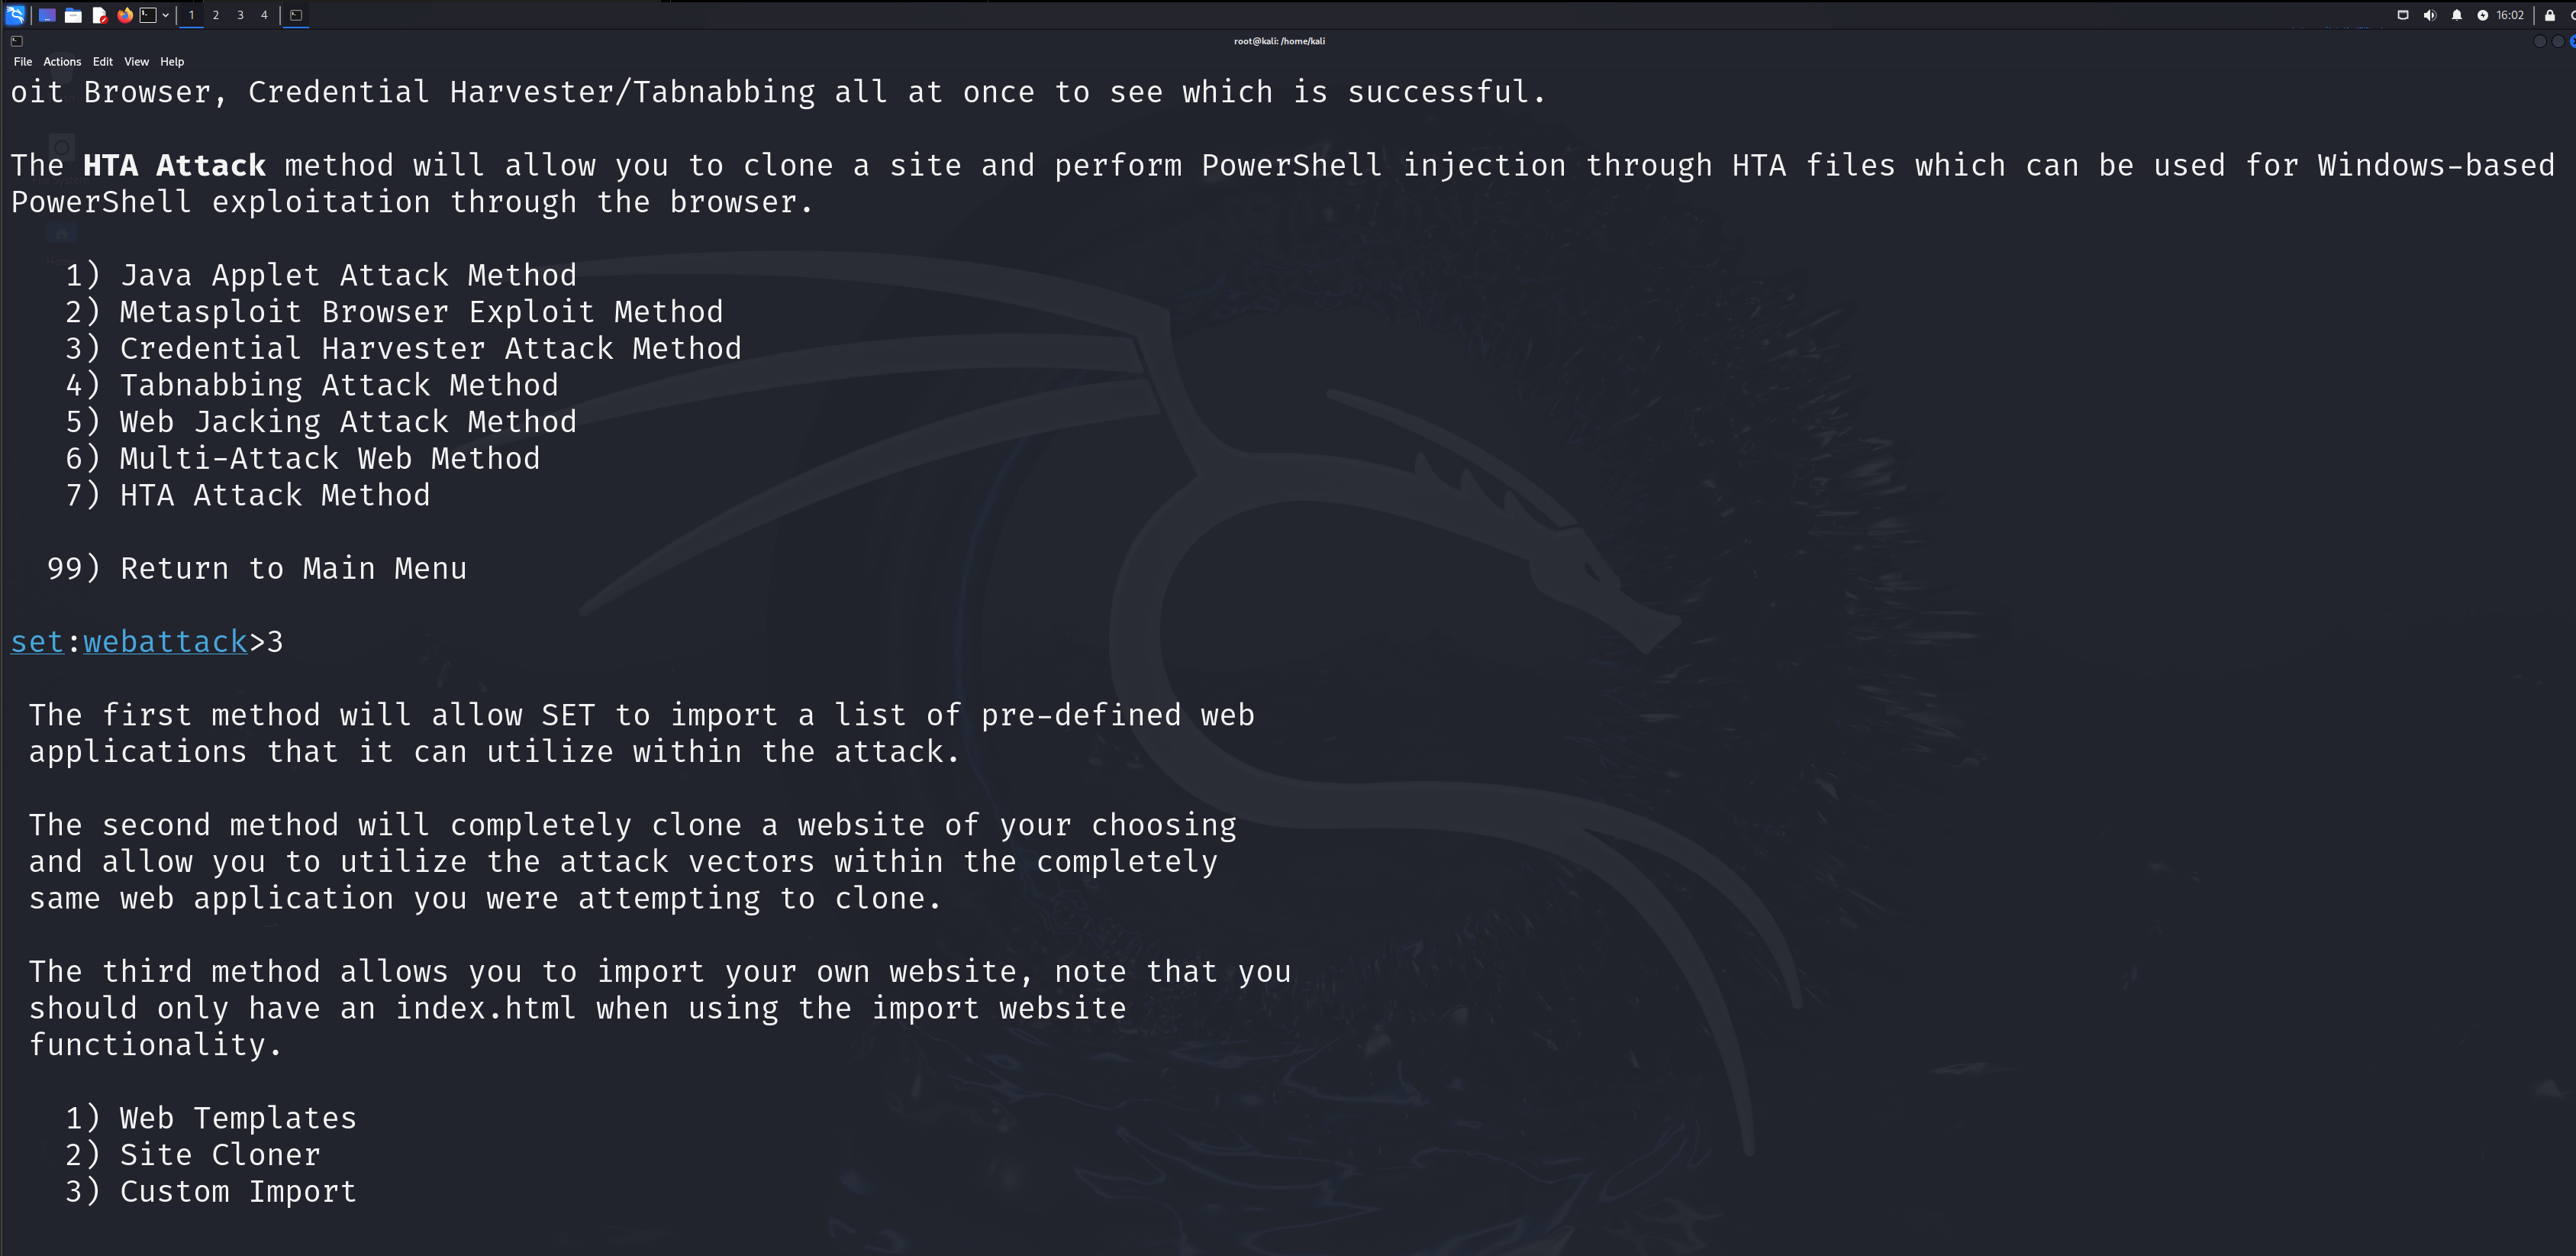 1 2 3 4 16:02
root@kali: /home/kali
File Actions Edit View Help
oit Browser, Credential Harvester/Tabnabbing all at once to see which is successful.
The HTA Attack method will allow you to clone a site and perform PowerShell injection through HTA files which can be used for Windows-based
PowerShell exploitation through the browser.
1) Java Applet Attack Method
2) Metasploit Browser Exploit Method
3) Credential Harvester Attack Method
4) Tabnabbing Attack Method
5) Web Jacking Attack Method
6) Multi-Attack Web Method
7) HTA Attack Method
99) Return to Main Menu
set:webattack>3
The first method will allow SET to import a list of pre-defined web
applications that it can utilize within the attack.
The second method will completely clone a website of your choosing
and allow you to utilize the attack vectors within the completely
same web application you were attempting to clone.
The third method allows you to import your own website, note that you
should only have an index.html when using the import website
functionality.
1) Web Templates
2) Site Cloner
3) Custom Import